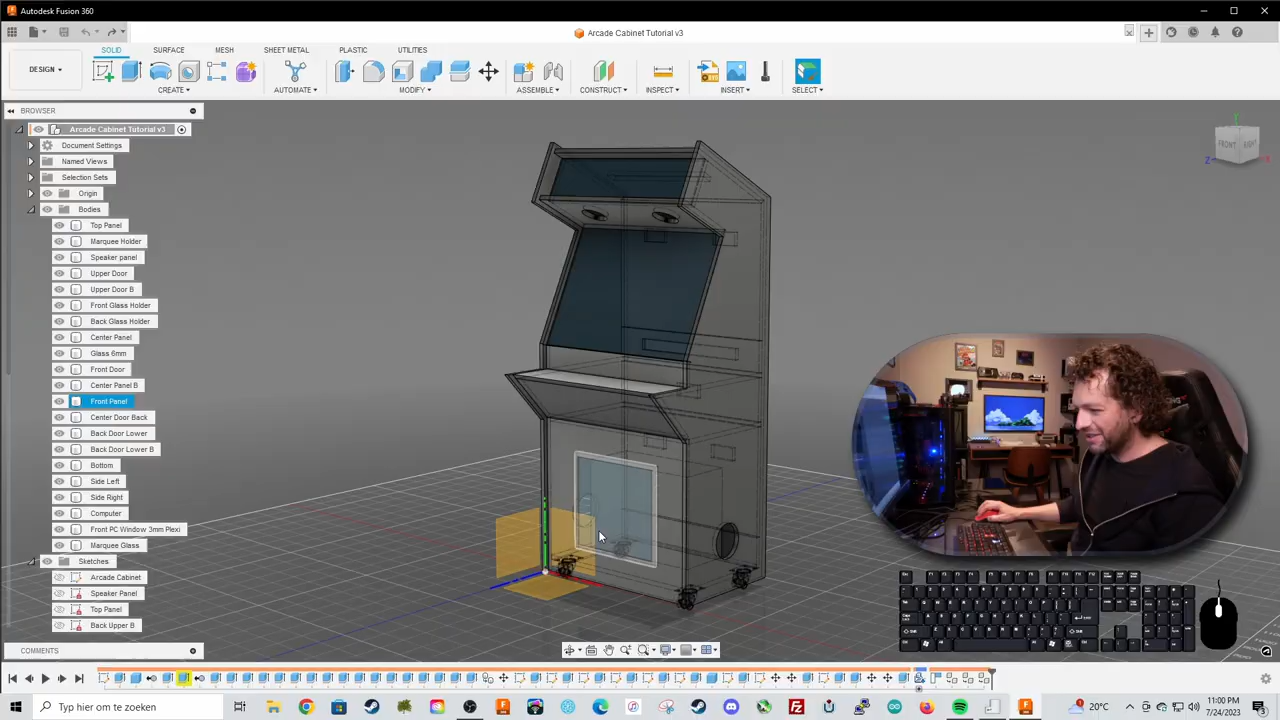 Autodesk Fusion 360
Arcade Cabinet Tutorial v3
SOLID SURFACE MESH SHEET METAL PLASTIC UTILITIES
DESIGN
CREATE AUTOMATE MODIFY ASSEMBLE CONSTRUCT INSPECT INSERT SELECT
BROWSER
Arcade Cabinet Tutorial v3
Document Settings
Named Views
Selection Sets
Origin
Bodies
Top Panel
Marquee Holder
Speaker panel
Upper Door
Upper Door B
Front Glass Holder
Back Glass Holder
Center Panel
Glass 6mm
Front Door
Center Panel B
Front Panel
Center Door Back
Back Door Lower
Back Door Lower B
Bottom
Side Left
Side Right
Computer
Front PC Window 3mm Plexi
Marquee Glass
Sketches
Arcade Cabinet
Speaker Panel
Top Panel
Back Upper B
COMMENTS
FRONT RIGHT
Y
Z
X
Typ hier om te zoeken
20°C
11:00 PM
7/24/2023